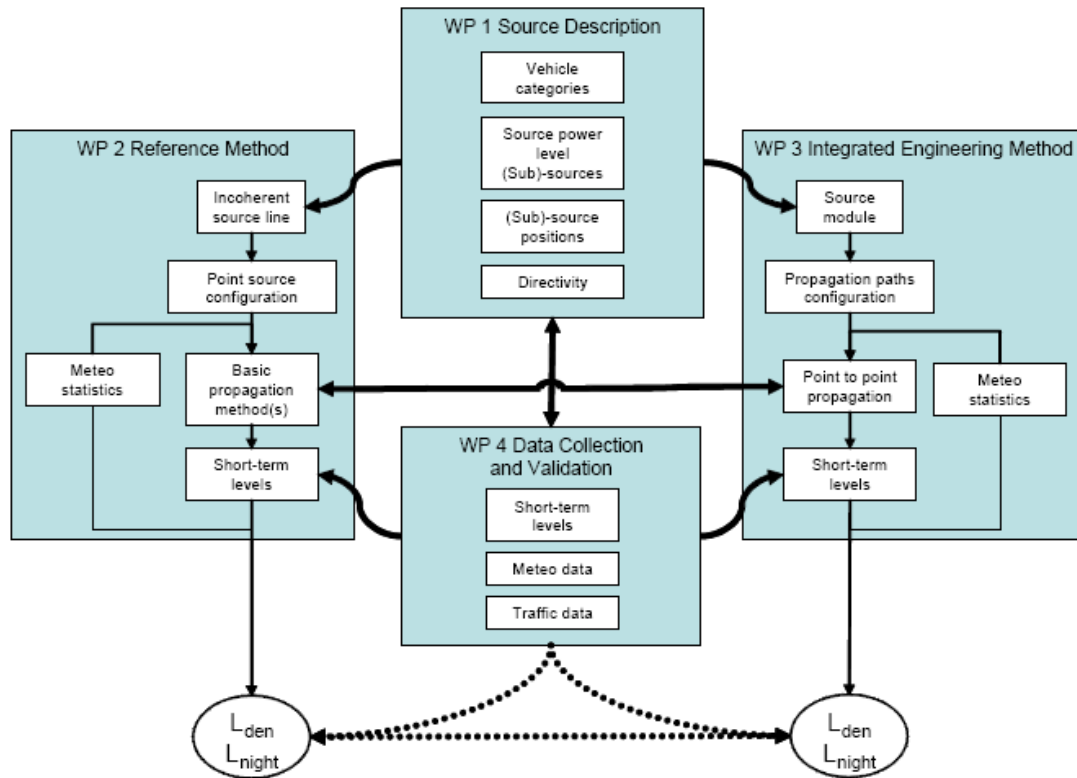 WP 1 Source Description
Vehicle
categories
Source power
level
(Sub)-sources
(Sub)-source
positions
Directivity
WP 2 Reference Method
Incoherent
source line
Point source
configuration
Meteo
statistics
Basic
propagation
method(s)
Short-term
levels
WP 3 Integrated Engineering Method
Source
module
Propagation paths
configuration
Point to point
propagation
Meteo
statistics
Short-term
levels
WP 4 Data Collection
and Validation
Short-term
levels
Meteo data
Traffic data
Lden
Lnight
Lden
Lnight